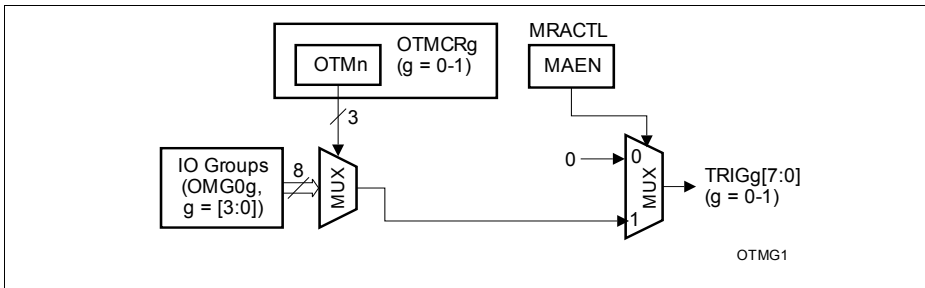 OTMCRg
(g = 0-1)
OTMn
MRACTL
MAEN
3
IO Groups
(OMG0g,
g = [3:0])
8
MUX
0
0
1
MUX
TRIGg[7:0]
(g = 0-1)
OTMG1